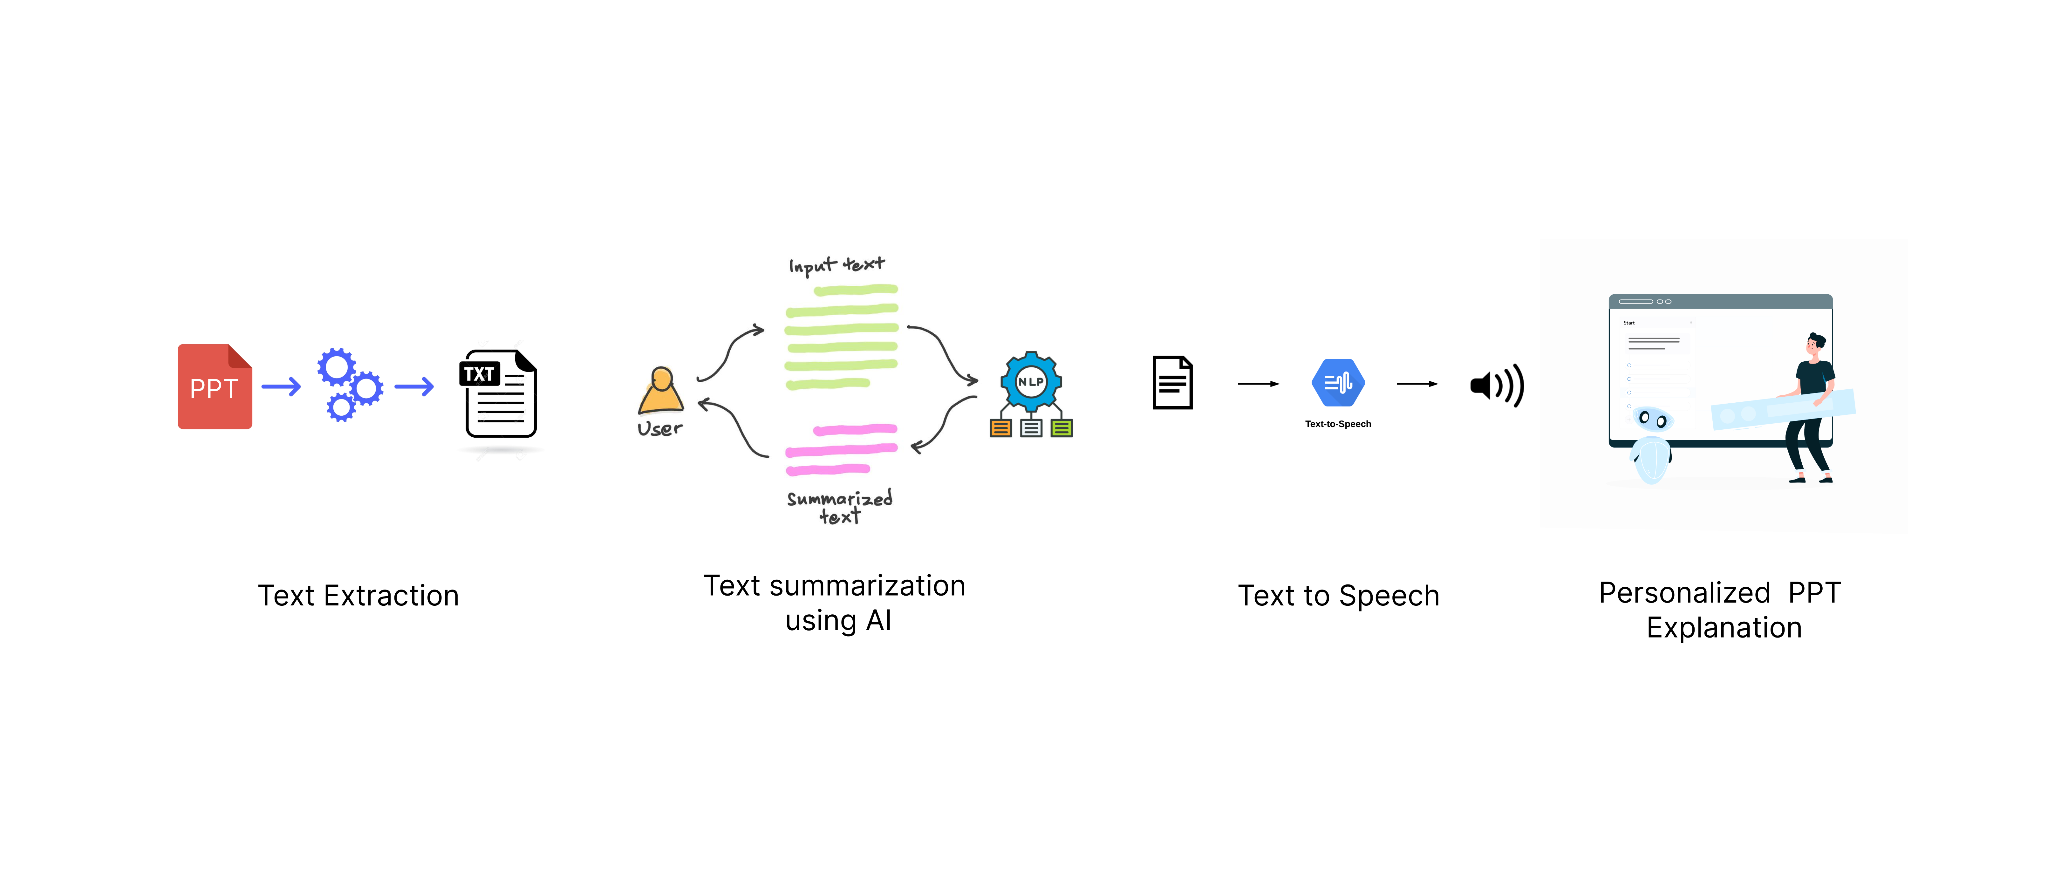 PPT
TXT
Text Extraction
Input text
User
NLP
Summarized
text
Text summarization
using AI
Text-to-Speech
Text to Speech
Start
Personalized PPT
Explanation